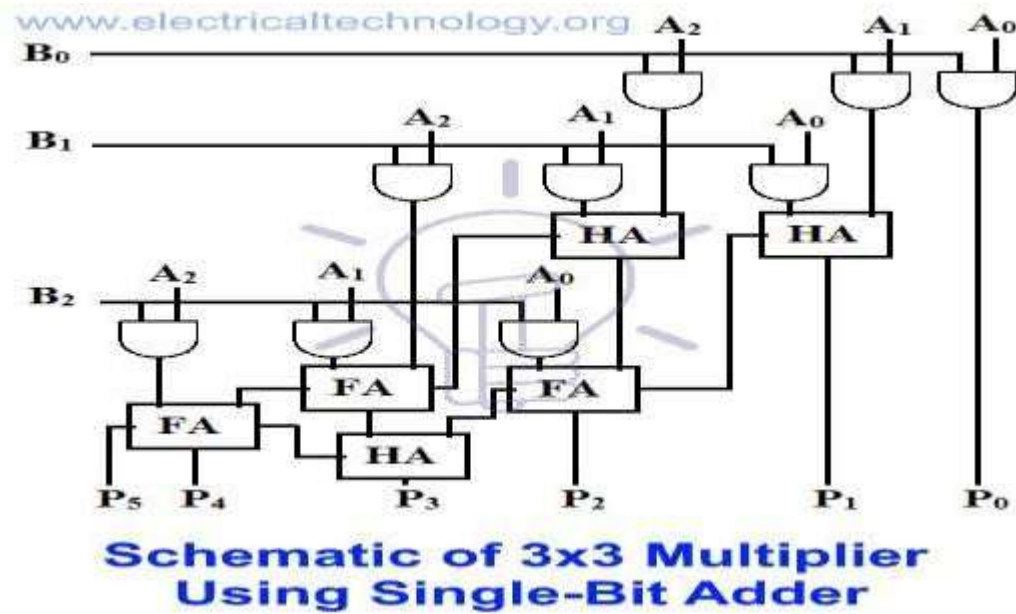 www.electricaltechnology.org
A₂ A₁ A₀
B₀
A₂ A₁ A₀
B₁
HA HA
A₂ A₁ A₀
B₂
FA FA
FA HA
P₅ P₄ P₃ P₂ P₁ P₀
Schematic of 3x3 Multiplier
Using Single-Bit Adder